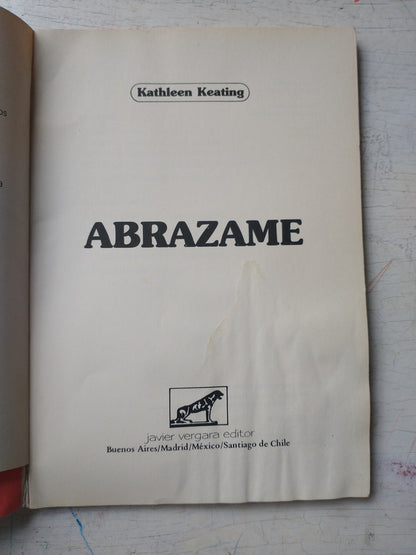 Kathleen Keating
ABRAZAME
javier vergara editor
Buenos Aires/Madrid/México/Santiago de Chile